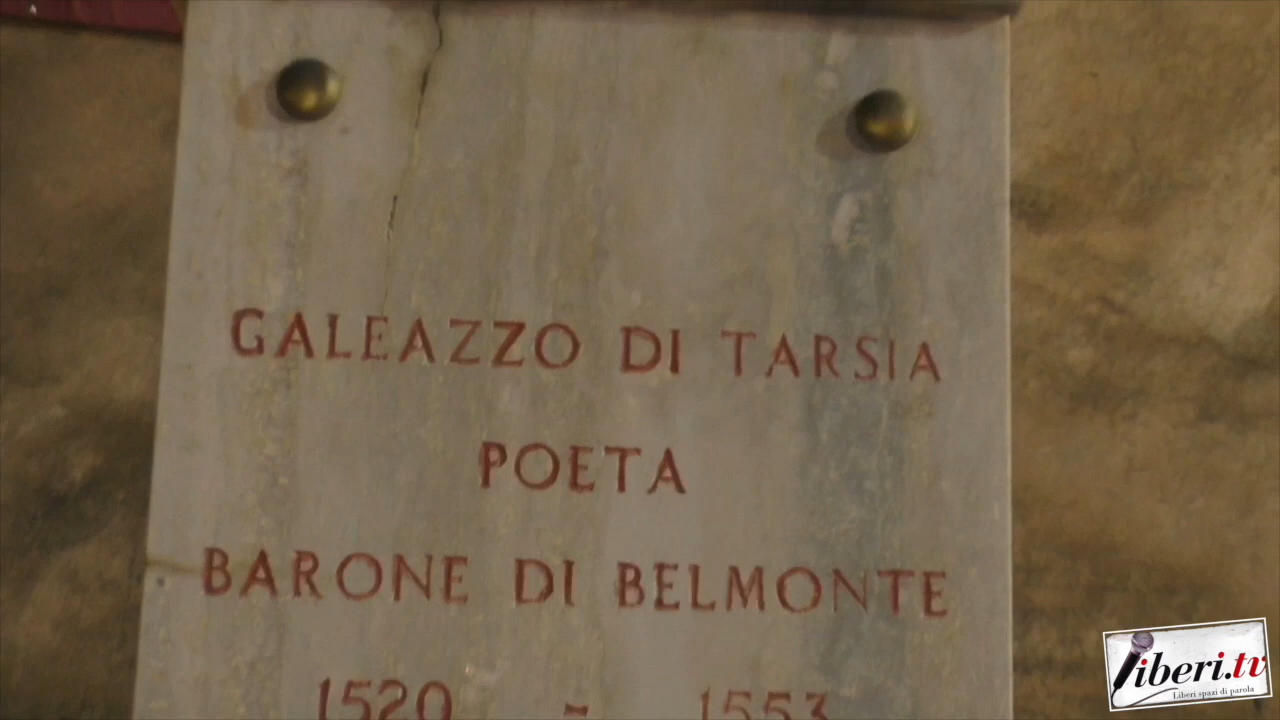 GALEAZZO DI TARSIA
POETA
BARONE DI BELMONTE
1520 - 1553
liberi.tv
Liberi spazi di parola